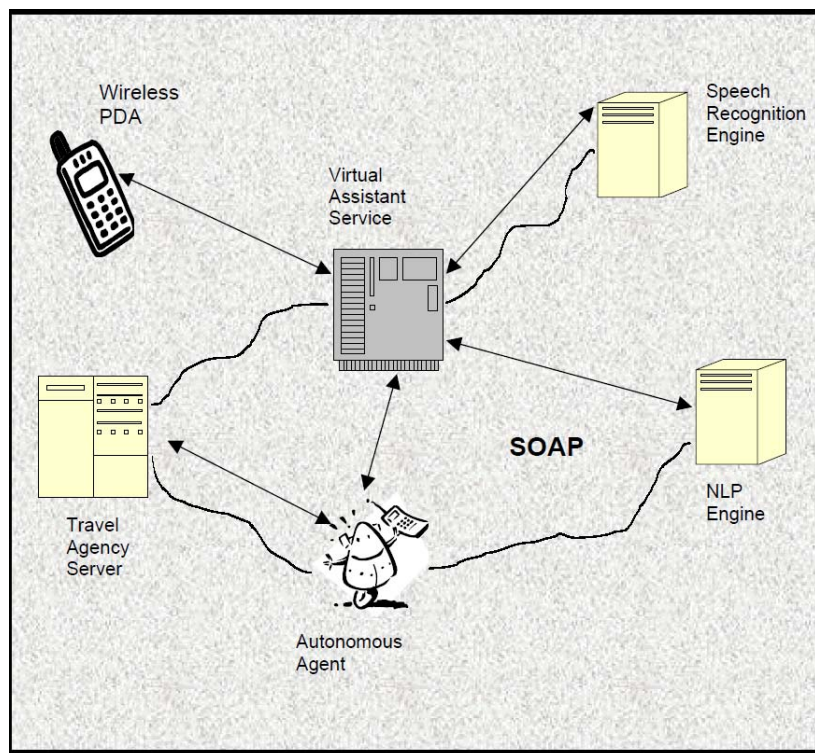 Wireless
PDA
Speech
Recognition
Engine
Virtual
Assistant
Service
SOAP
NLP
Engine
Travel
Agency
Server
Autonomous
Agent